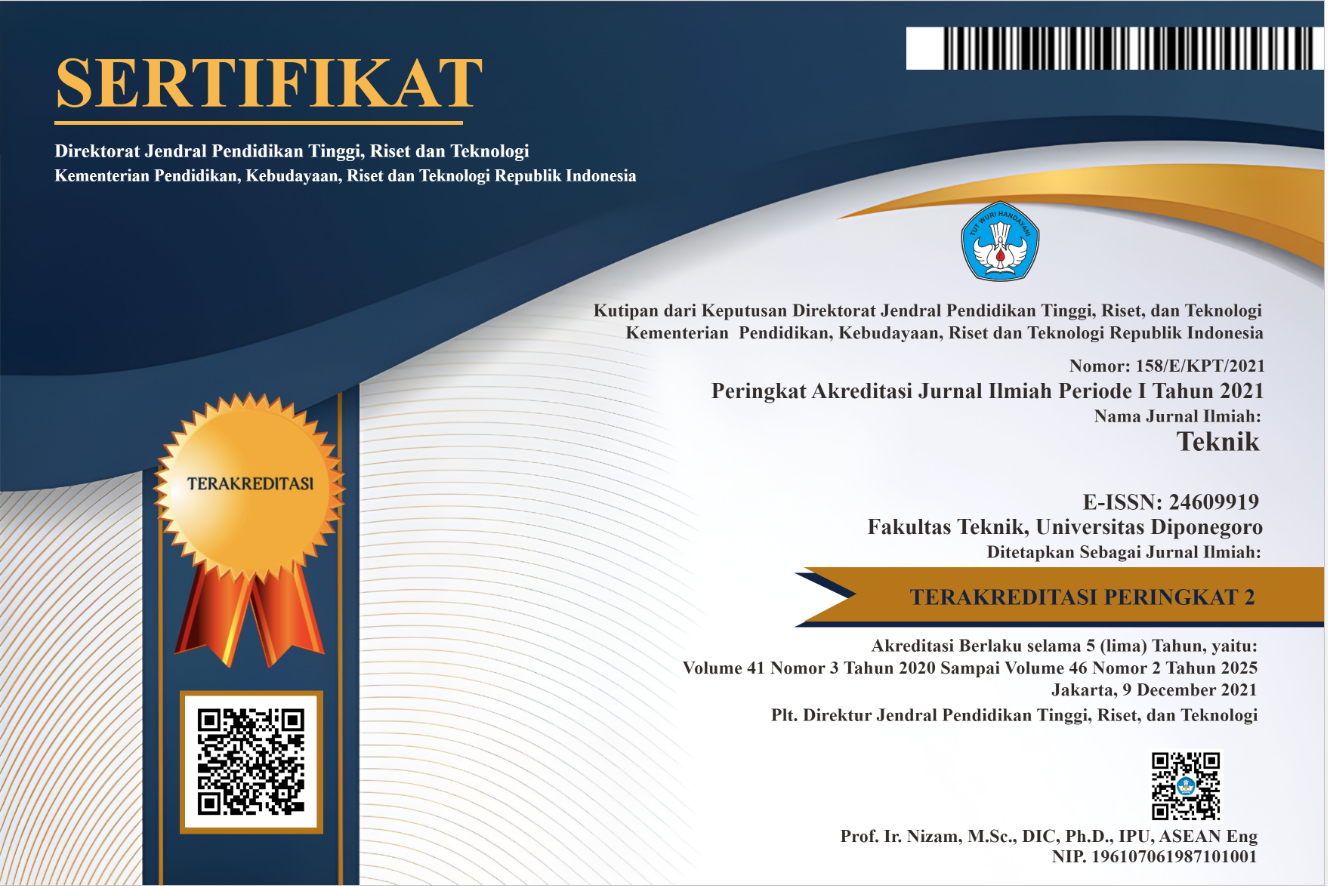 SERTIFIKAT
Direktorat Jendral Pendidikan Tinggi, Riset dan Teknologi
Kementerian Pendidikan, Kebudayaan, Riset dan Teknologi Republik Indonesia
TUT WURI HANDAYANI
Kutipan dari Keputusan Direktorat Jendral Pendidikan Tinggi, Riset, dan Teknologi
Kementerian Pendidikan, Kebudayaan, Riset dan Teknologi Republik Indonesia
Nomor: 158/E/KPT/2021
Peringkat Akreditasi Jurnal Ilmiah Periode I Tahun 2021
Nama Jurnal Ilmiah:
Teknik
E-ISSN: 24609919
Fakultas Teknik, Universitas Diponegoro
Ditetapkan Sebagai Jurnal Ilmiah:
TERAKREDITASI PERINGKAT 2
Akreditasi Berlaku selama 5 (lima) Tahun, yaitu:
Volume 41 Nomor 3 Tahun 2020 Sampai Volume 46 Nomor 2 Tahun 2025
Jakarta, 9 December 2021
Plt. Direktur Jendral Pendidikan Tinggi, Riset, dan Teknologi
Prof. Ir. Nizam, M.Sc., DIC, Ph.D., IPU, ASEAN Eng
NIP. 196107061987101001
TERAKREDITASI